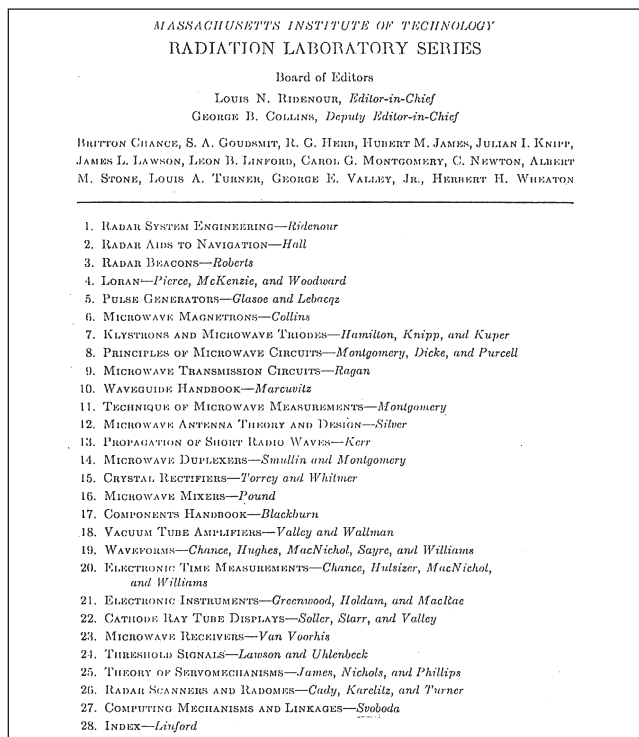 MASSACHUSETTS INSTITUTE OF TECHNOLOGY
RADIATION LABORATORY SERIES
Board of Editors
LOUIS N. RIDENOUR, Editor-in-Chief
GEORGE B. COLLINS, Deputy Editor-in-Chief
BRITTON CHANCE, S. A. GOUDSMIT, R. G. HERB, HUBERT M. JAMES, JULIAN I. KNIPP,
JAMES L. LAWSON, LEON B. LINFORD, CAROL G. MONTGOMERY, C. NEWTON, ALBERT
M. STONE, LOUIS A. TURNER, GEORGE E. VALLEY, JR., HERBERT H. WHEATON
1. RADAR SYSTEM ENGINEERING—Ridenour
2. RADAR AIDS TO NAVIGATION—Hall
3. RADAR BEACONS—Roberts
4. LORAN—Pierce, McKenzie, and Woodward
5. PULSE GENERATORS—Glasoe and Lebacqz
6. MICROWAVE MAGNETRONS—Collins
7. KLYSTRONS AND MICROWAVE TRIODES—Hamilton, Knipp, and Kuper
8. PRINCIPLES OF MICROWAVE CIRCUITS—Montgomery, Dicke, and Purcell
9. MICROWAVE TRANSMISSION CIRCUITS—Ragan
10. WAVEGUIDE HANDBOOK—Marcuvitz
11. TECHNIQUE OF MICROWAVE MEASUREMENTS—Montgomery
12. MICROWAVE ANTENNA THEORY AND DESIGN—Silver
13. PROPAGATION OF SHORT RADIO WAVES—Kerr
14. MICROWAVE DUPLEXERS—Smullin and Montgomery
15. CRYSTAL RECTIFIERS—Torrey and Whitmer
16. MICROWAVE MIXERS—Pound
17. COMPONENTS HANDBOOK—Blackburn
18. VACUUM TUBE AMPLIFIERS—Valley and Wallman
19. WAVEFORMS—Chance, Hughes, MacNichol, Sayre, and Williams
20. ELECTRONIC TIME MEASUREMENTS—Chance, Hulsizer, MacNichol,
and Williams
21. ELECTRONIC INSTRUMENTS—Greenwood, Holdam, and MacRae
22. CATHODE RAY TUBE DISPLAYS—Soller, Starr, and Valley
23. MICROWAVE RECEIVERS—Van Voorhis
24. THRESHOLD SIGNALS—Lawson and Uhlenbeck
25. THEORY OF SERVOMECHANISMS—James, Nichols, and Phillips
26. RADAR SCANNERS AND RADOMES—Cady, Karelitz, and Turner
27. COMPUTING MECHANISMS AND LINKAGES—Svoboda
28. INDEX—Linford